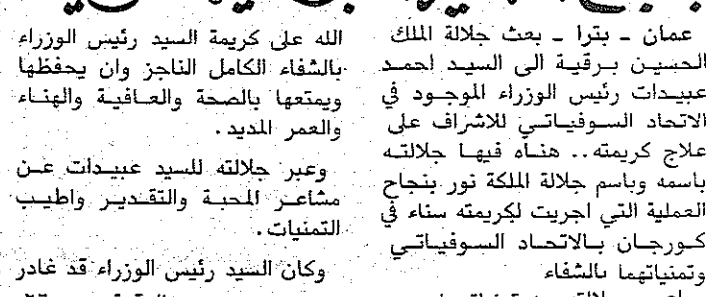 عمان ـ بترا ـ بعث جلالة الملك
الحسين برقية الى السيد احمد
عبيدات رئيس الوزراء الموجود في
الاتحاد السوفياتي للاشراف على
علاج كريمته .. هنأه فيها جلالته
باسمه وباسم جلالة الملكة نور بنجاح
العملية التي اجريت لكريمته سناء في
كورجان بالاتحاد السوفياتي
وتمنياتهما بالشفاء
الله على كريمة السيد رئيس الوزراء
بالشفاء الكامل الناجز وان يحفظها
ويمتعها بالصحة والعافية والهناء
والعمر المديد .
وعبر جلالته للسيد عبيدات عن
مشاعر المحبة والتقدير واطيب
التمنيات .
وكان السيد رئيس الوزراء قد غادر